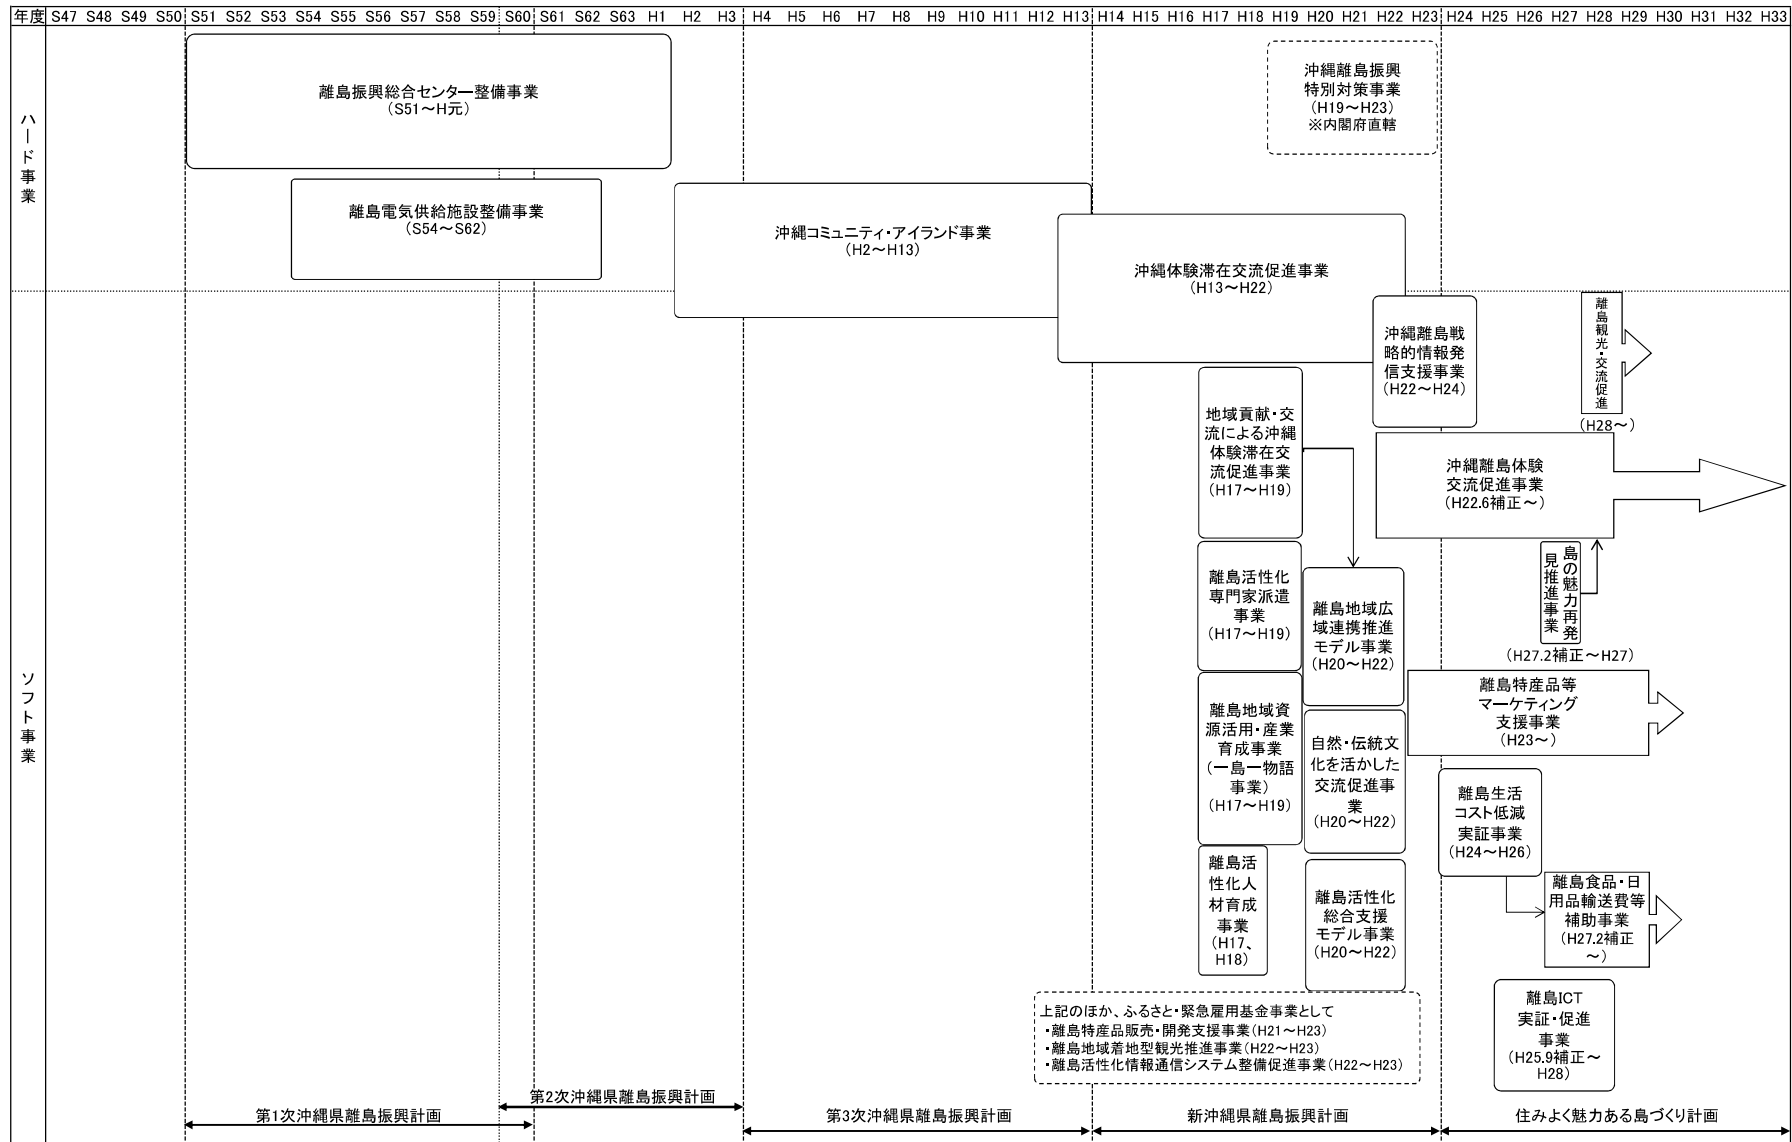 年度 S47 S48 S49 S50 S51 S52 S53 S54 S55 S56 S57 S58 S59 S60 S61 S62 S63 H1 H2 H3 H4 H5 H6 H7 H8 H9 H10 H11 H12 H13 H14 H15 H16 H17 H18 H19 H20 H21 H22 H23 H24 H25 H26 H27 H28 H29 H30 H31 H32 H33
ハード事業
離島振興総合センター整備事業
(S51～H元)
沖縄離島振興
特別対策事業
(H19～H23)
※内閣府直轄
離島電気供給施設整備事業
(S54～S62)
沖縄コミュニティ・アイランド事業
(H2～H13)
沖縄体験滞在交流促進事業
(H13～H22)
ソフト事業
沖縄離島戦
略的情報発
信支援事業
(H22～H24)
離島観光・交流促進
(H28～)
地域貢献・交
流による沖縄
体験滞在交
流促進事業
(H17～H19)
沖縄離島体験
交流促進事業
(H22.6補正～)
離島活性化
専門家派遣
事業
(H17～H19)
離島地域広
域連携推進
モデル事業
(H20～H22)
島の魅力再発
見推進事業
(H27.2補正～H27)
離島地域資
源活用・産業
育成事業
(一島一物語
事業)
(H17～H19)
自然・伝統文
化を活かした
交流促進事
業
(H20～H22)
離島特産品等
マーケティング
支援事業
(H23～)
離島生活
コスト低減
実証事業
(H24～H26)
離島活
性化人
材育成
事業
(H17、
H18)
離島活性化
総合支援
モデル事業
(H20～H22)
離島食品・日
用品輸送費等
補助事業
(H27.2補正
～)
離島ICT
実証・促進
事業
(H25.9補正～
H28)
上記のほか、ふるさと・緊急雇用基金事業として
・離島特産品販売・開発支援事業(H21～H23)
・離島地域着地型観光推進事業(H22～H23)
・離島活性化情報通信システム整備促進事業(H22～H23)
第1次沖縄県離島振興計画
第2次沖縄県離島振興計画
第3次沖縄県離島振興計画
新沖縄県離島振興計画
住みよく魅力ある島づくり計画